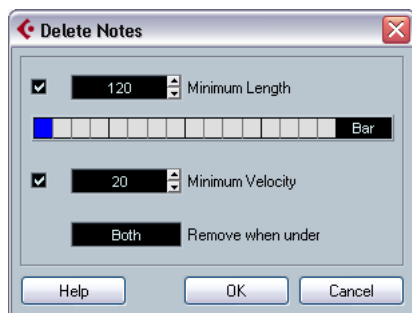 Delete Notes
120 Minimum Length
Bar
20 Minimum Velocity
Both Remove when under
Help OK Cancel